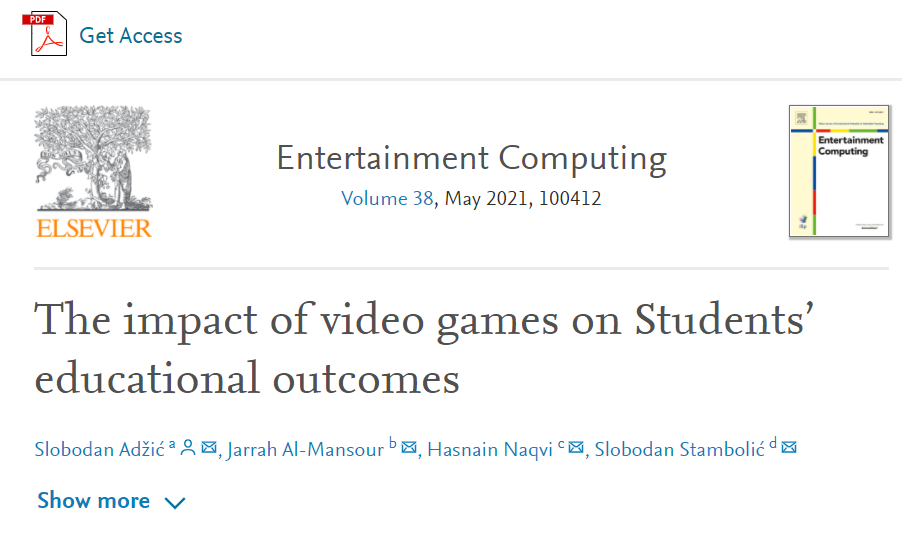 PDF
Get Access
ELSEVIER
Entertainment Computing
Volume 38, May 2021, 100412
Entertainment
Computing
The impact of video games on Students’
educational outcomes
Slobodan Adžić a, Jarrah Al-Mansour b, Hasnain Naqvi c, Slobodan Stambolić d
Show more